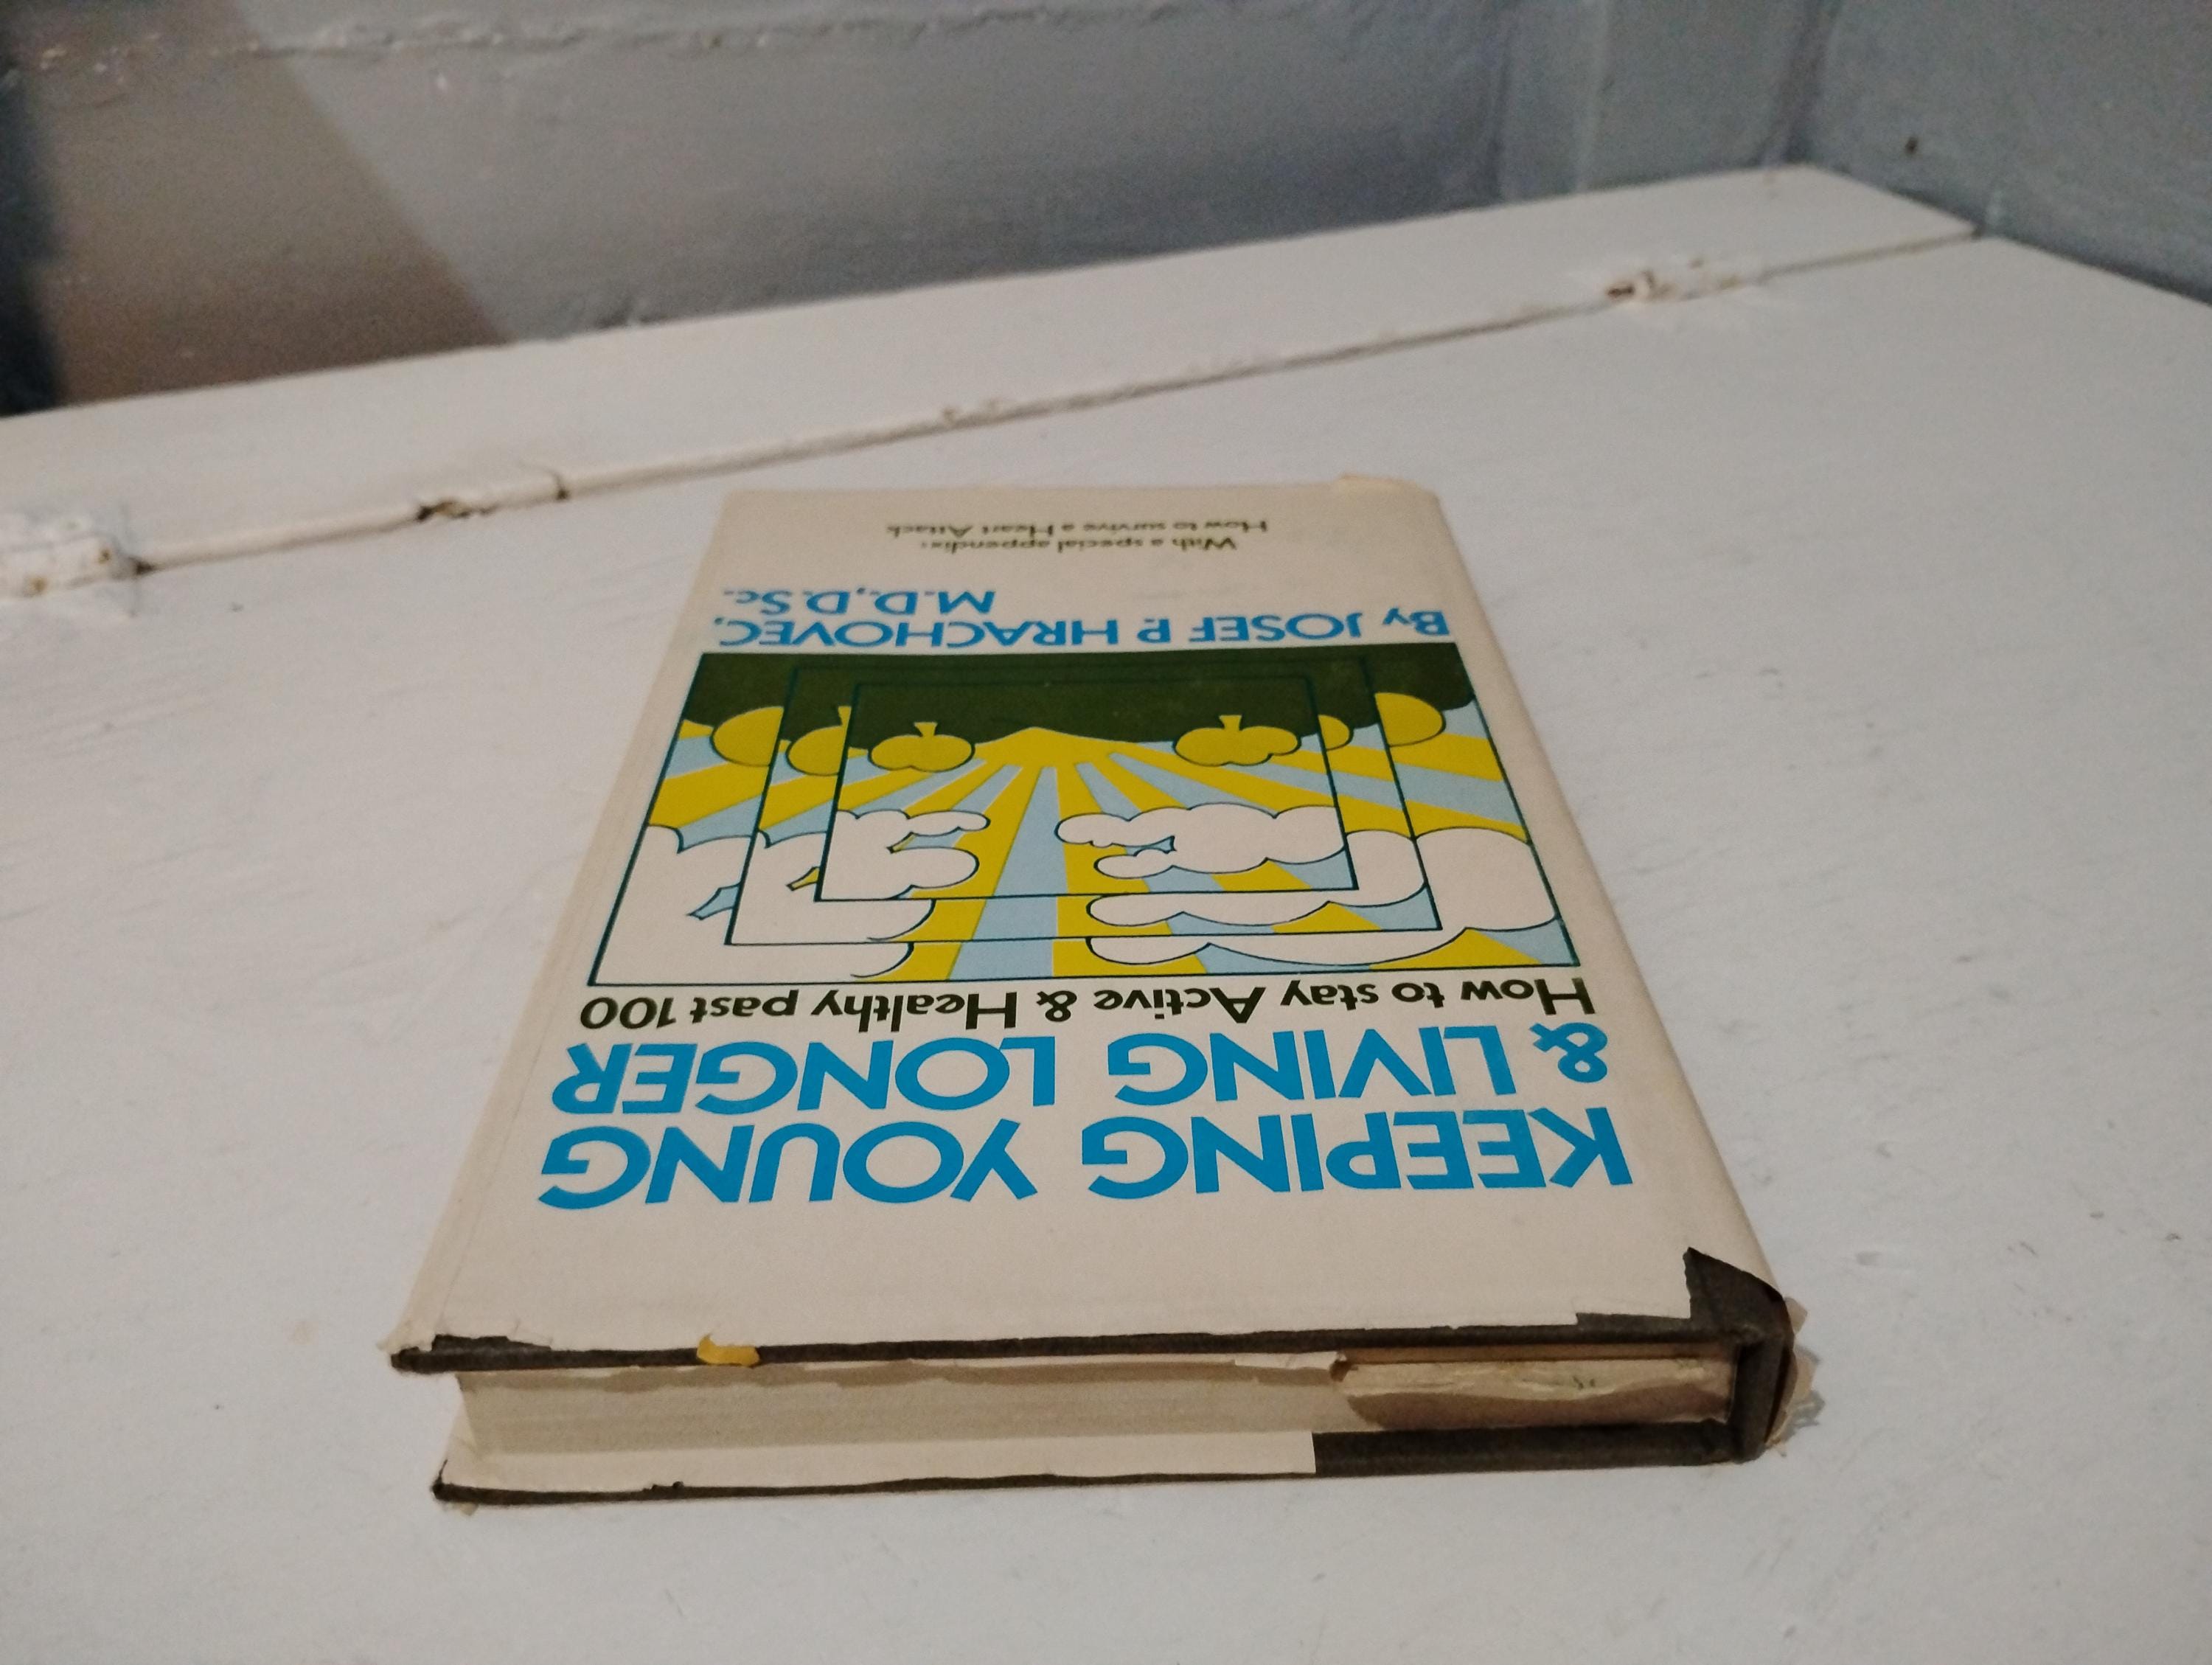 KEEPING YOUNG
& LIVING LONGER
How to stay Active & Healthy past 100
By JOSEF P. HRACHOVEC,
M.D., D.Sc.
With a special appendix:
How to survive a Heart Attack